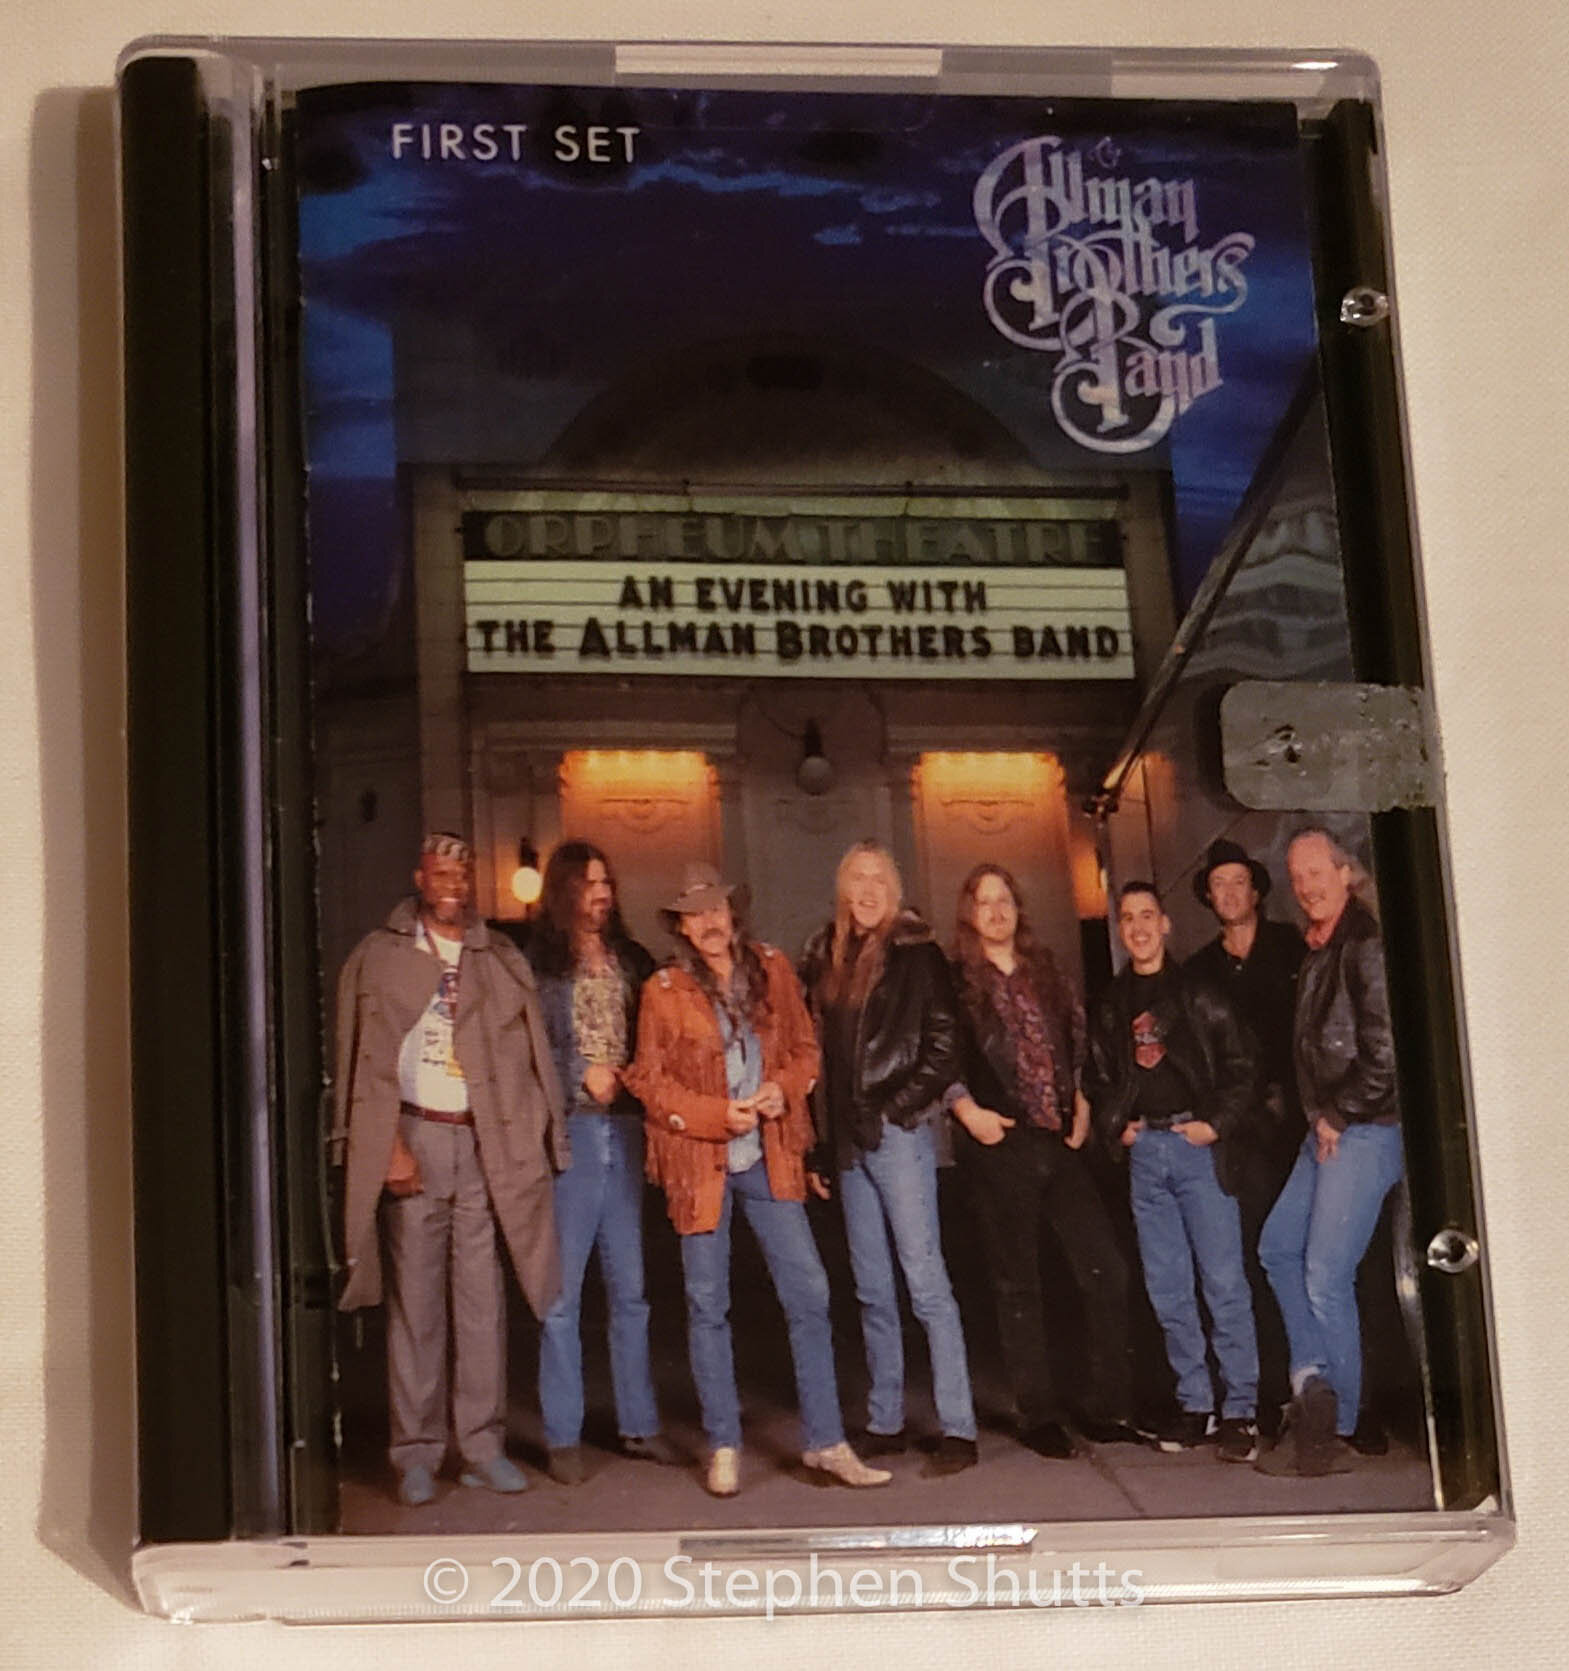 FIRST SET
Allman
Brothers
Band
ORPHEUM THEATRE
AN EVENING WITH
THE ALLMAN BROTHERS BAND
© 2020 Stephen Shutts